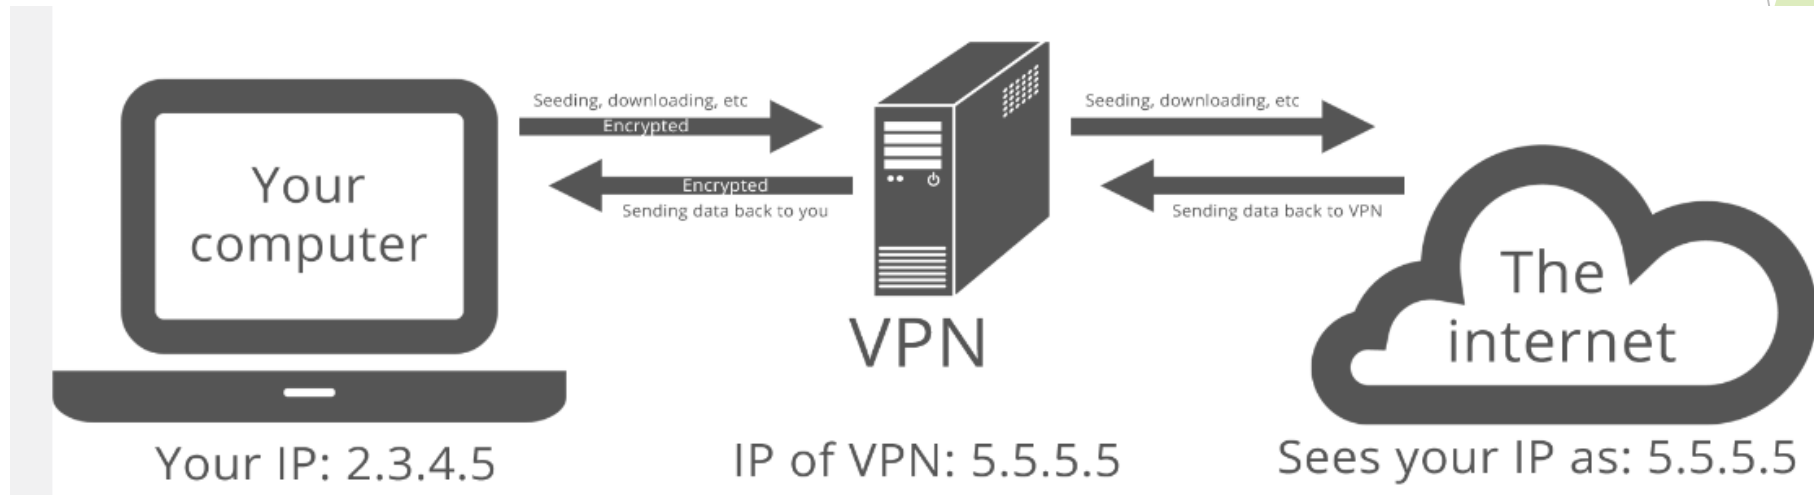 Seeding, downloading, etc
Encrypted
Encrypted
Sending data back to you
Your
computer
Your IP: 2.3.4.5
VPN
IP of VPN: 5.5.5.5
Seeding, downloading, etc
Sending data back to VPN
The
internet
Sees your IP as: 5.5.5.5